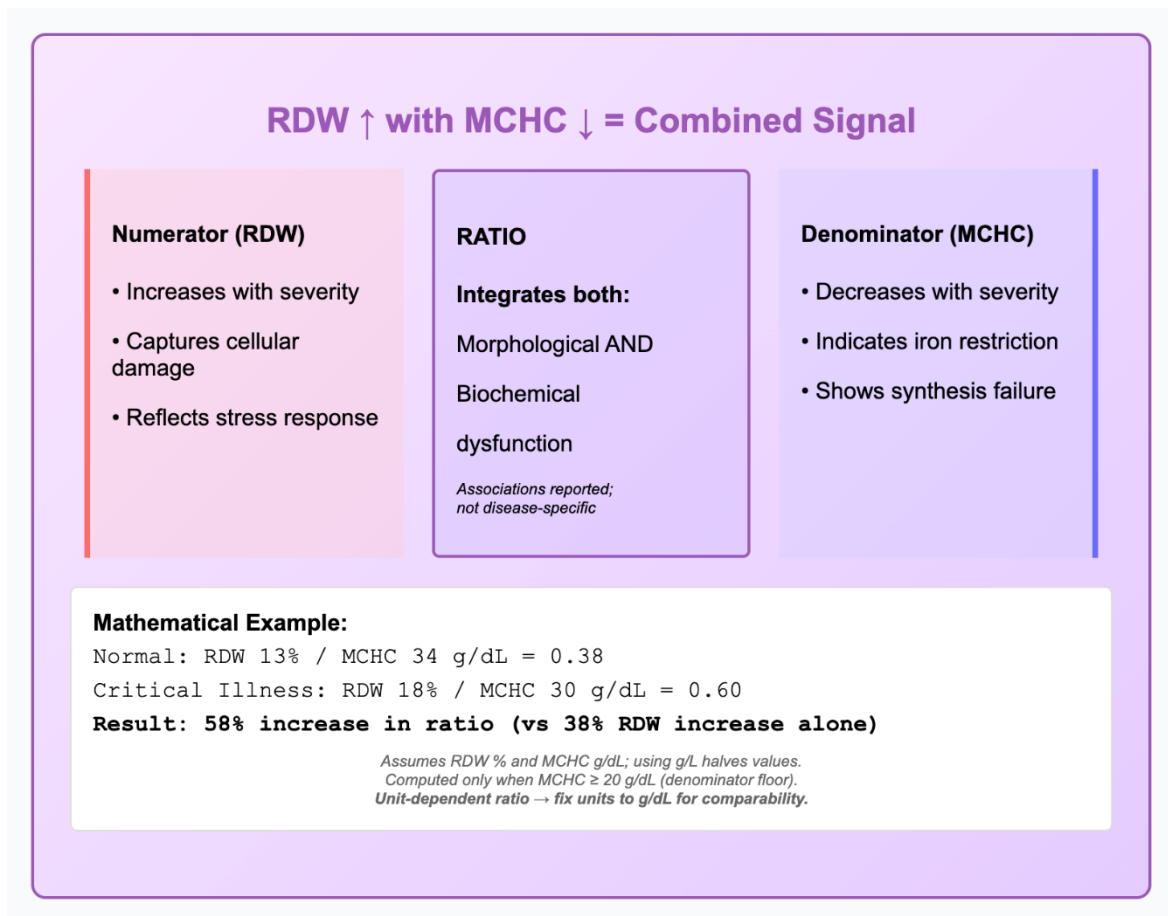 RDW ↑ with MCHC ↓ = Combined Signal
Numerator (RDW)
• Increases with severity
• Captures cellular
damage
• Reflects stress response
RATIO
Integrates both:
Morphological AND
Biochemical
dysfunction
Associations reported;
not disease-specific
Denominator (MCHC)
• Decreases with severity
• Indicates iron restriction
• Shows synthesis failure
Mathematical Example:
Normal: RDW 13% / MCHC 34 g/dL = 0.38
Critical Illness: RDW 18% / MCHC 30 g/dL = 0.60
Result: 58% increase in ratio (vs 38% RDW increase alone)
Assumes RDW % and MCHC g/dL; using g/L halves values.
Computed only when MCHC ≥ 20 g/dL (denominator floor).
Unit-dependent ratio → fix units to g/dL for comparability.